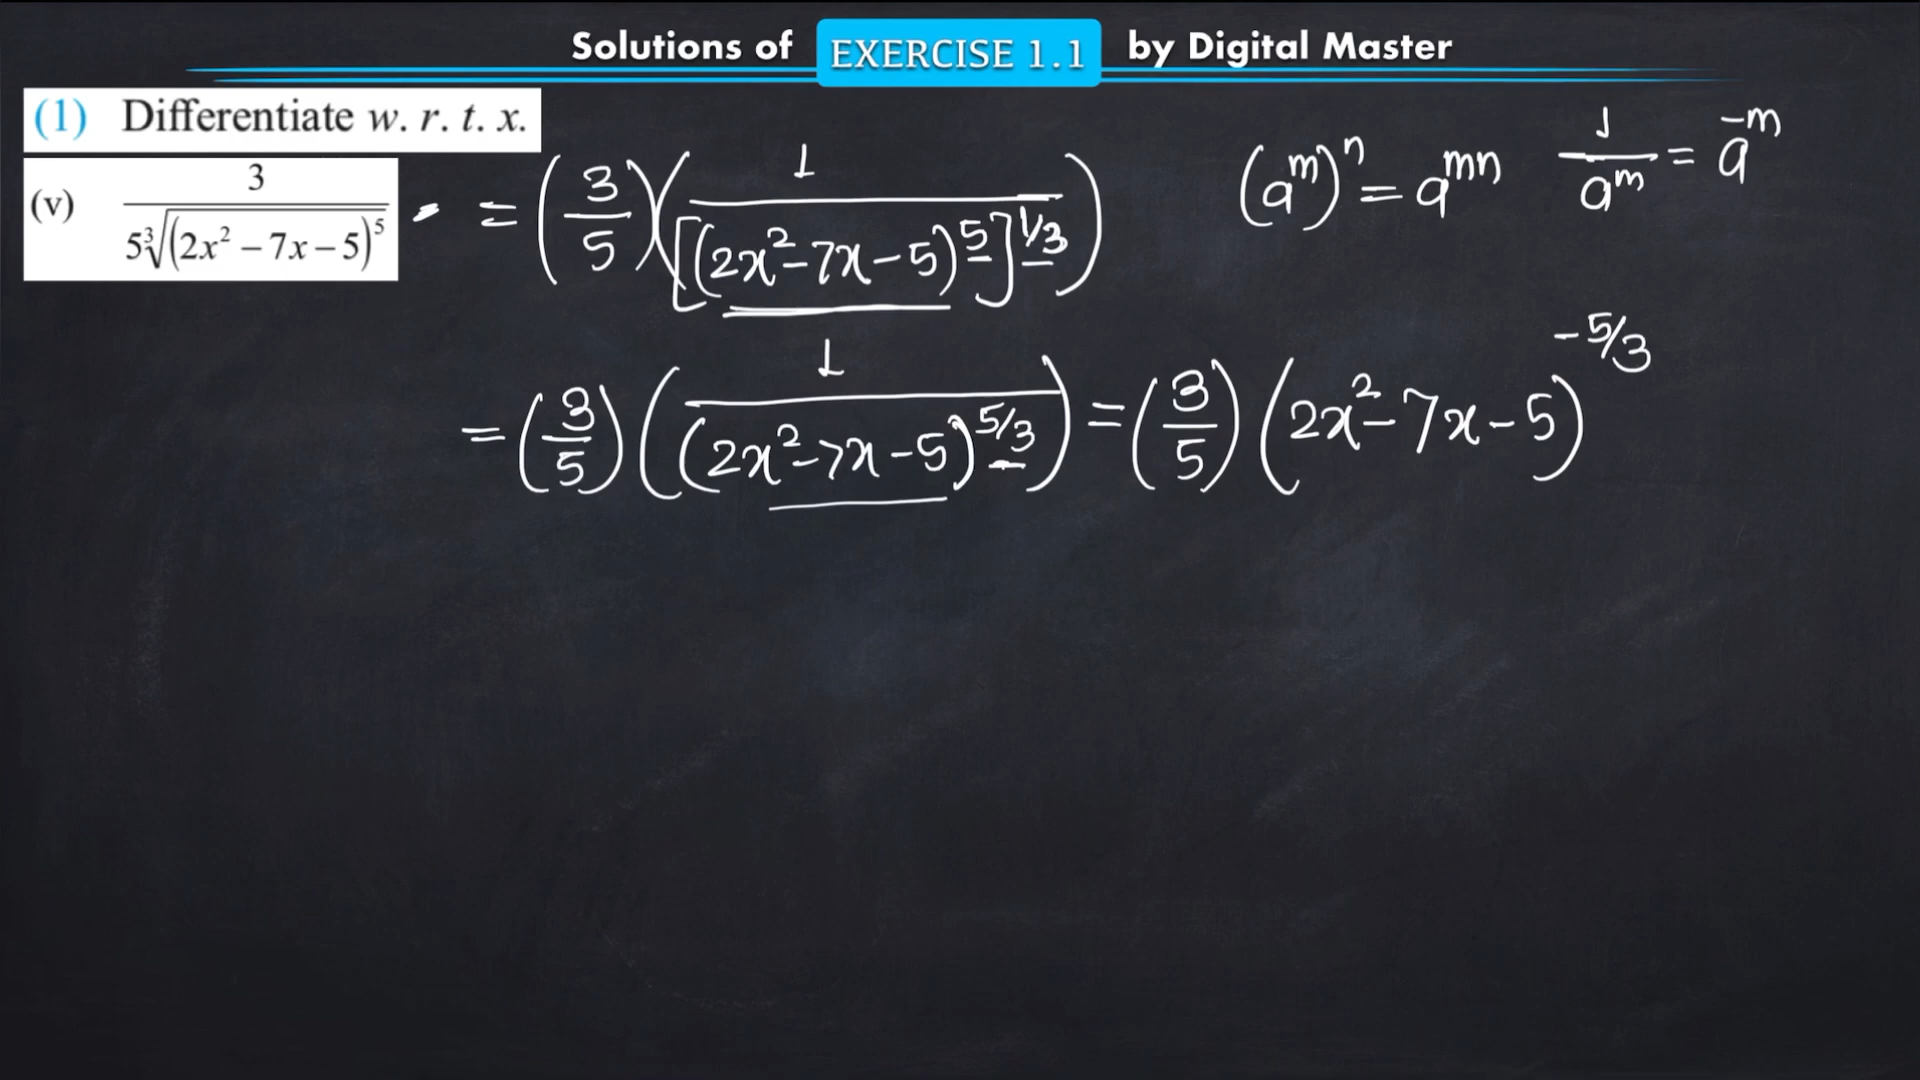 Solutions of EXERCISE 1.1 by Digital Master
(1) Differentiate w. r. t. x.
(v) 3 / 5∛(2x² – 7x – 5)⁵ = (3/5)(1 / [(2x² – 7x – 5)⁵]^1/3)
(a^m)^n = a^mn    1/a^m = a^-m
= (3/5)(1 / (2x² – 7x – 5)^5/3) = (3/5)(2x² – 7x – 5)^-5/3